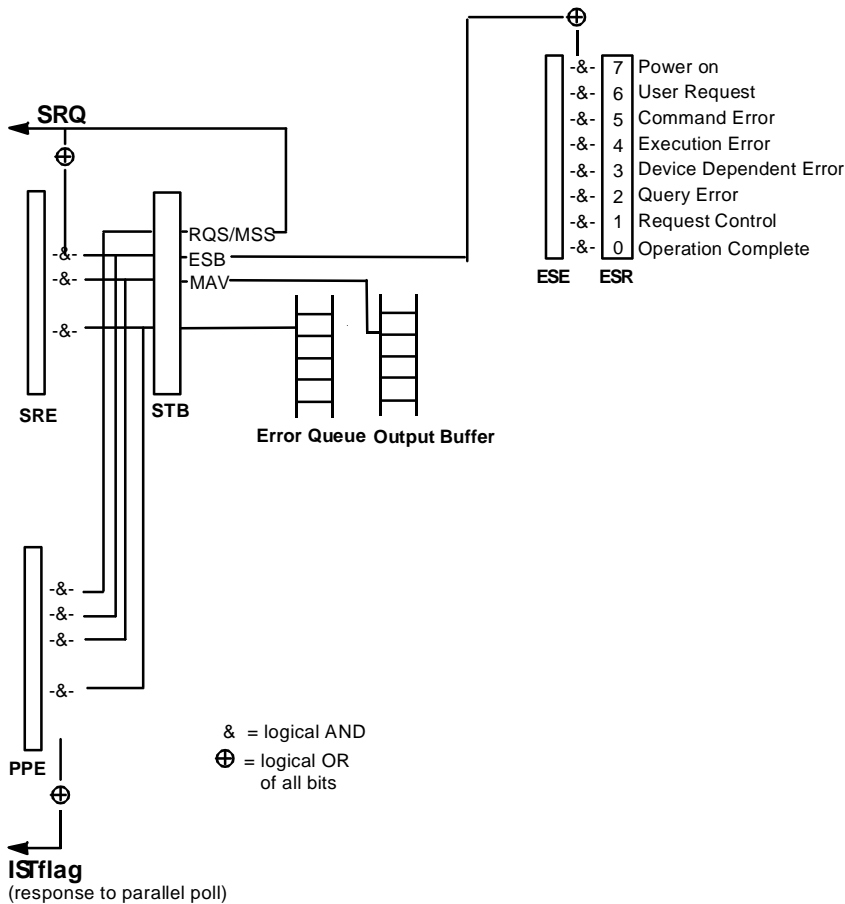 -&- 7 Power on
-&- 6 User Request
-&- 5 Command Error
-&- 4 Execution Error
-&- 3 Device Dependent Error
-&- 2 Query Error
-&- 1 Request Control
-&- 0 Operation Complete
ESE ESR
SRQ
RQS/MSS
-&- ESB
-&- MAV
-&-
SRE STB
Error Queue Output Buffer
-&-
-&-
-&-
-&-
PPE
& = logical AND
⊕ = logical OR
of all bits
ISTflag
(response to parallel poll)